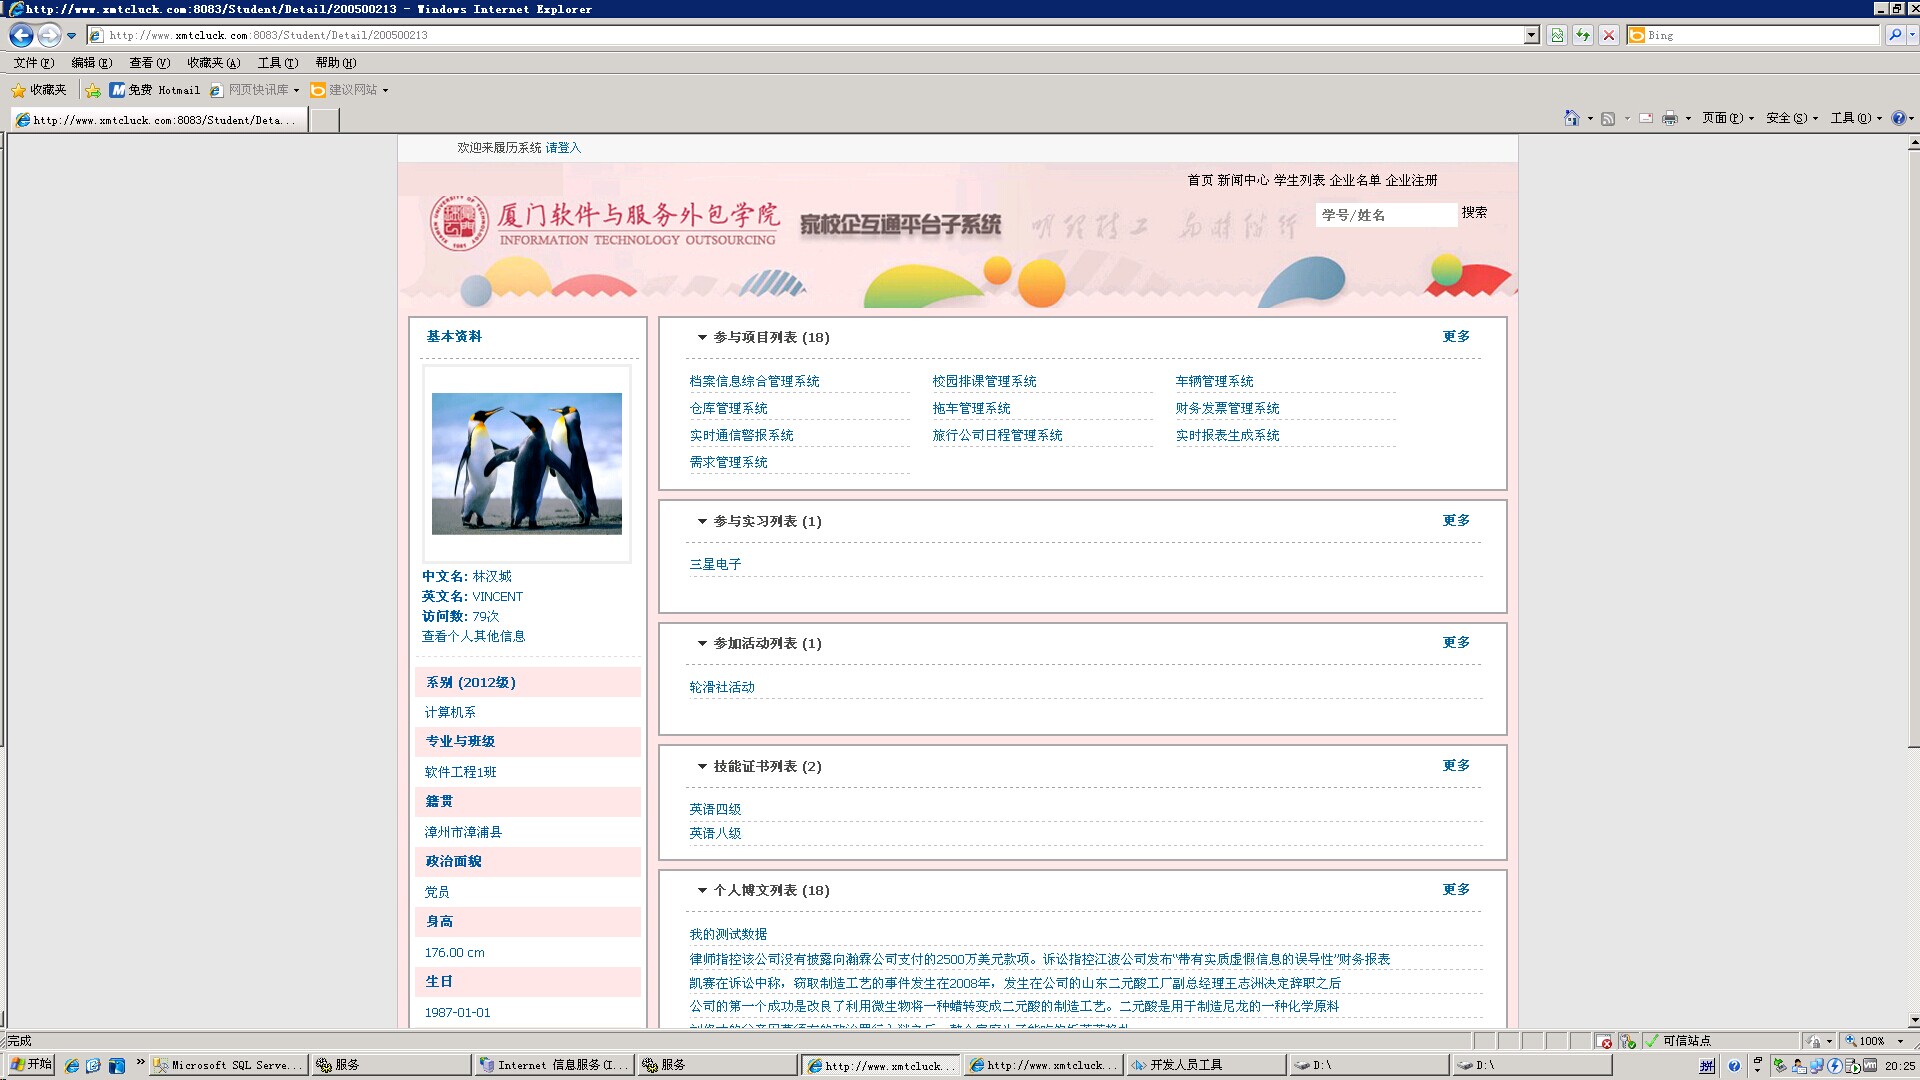 http://www.xmtcluck.com:8083/Student/Detail/200500213 - Windows Internet Explorer
http://www.xmtcluck.com:8083/Student/Detail/200500213
Bing
文件(F) 编辑(E) 查看(V) 收藏夹(A) 工具(T) 帮助(H)
收藏夹 免费 Hotmail 网页快讯库 建议网站
http://www.xmtcluck.com:8083/Student/Deta...
页面(P) 安全(S) 工具(O)
欢迎来履历系统 请登入
首页 新闻中心 学生列表 企业名单 企业注册
厦门软件与服务外包学院
INFORMATION TECHNOLOGY OUTSOURCING
家校企互通平台子系统
学号/姓名 搜索
基本资料
中文名: 林汉城
英文名: VINCENT
访问数: 79次
查看个人其他信息
系别 (2012级)
计算机系
专业与班级
软件工程1班
籍贯
漳州市漳浦县
政治面貌
党员
身高
176.00 cm
生日
1987-01-01
参与项目列表 (18) 更多
档案信息综合管理系统 校园排课管理系统 车辆管理系统
仓库管理系统 拖车管理系统 财务发票管理系统
实时通信警报系统 旅行公司日程管理系统 实时报表生成系统
需求管理系统
参与实习列表 (1) 更多
三星电子
参加活动列表 (1) 更多
轮滑社活动
技能证书列表 (2) 更多
英语四级
英语八级
个人博文列表 (18) 更多
我的测试数据
律师指控该公司没有披露向瀚霖公司支付的2500万美元款项。诉讼指控江波公司发布“带有实质虚假信息的误导性”财务报表
凯赛在诉讼中称，窃取制造工艺的事件发生在2008年，发生在公司的山东二元酸工厂副总经理王志洲决定辞职之后
公司的第一个成功是改良了利用微生物将一种蜡转变成二元酸的制造工艺。二元酸是用于制造尼龙的一种化学原料
完成 可信站点 100%
开始 Microsoft SQL Serve... 服务 Internet 信息服务(I... 服务 http://www.xmtcluck... http://www.xmtcluck... 开发人员工具 D:\ D:\ 20:25